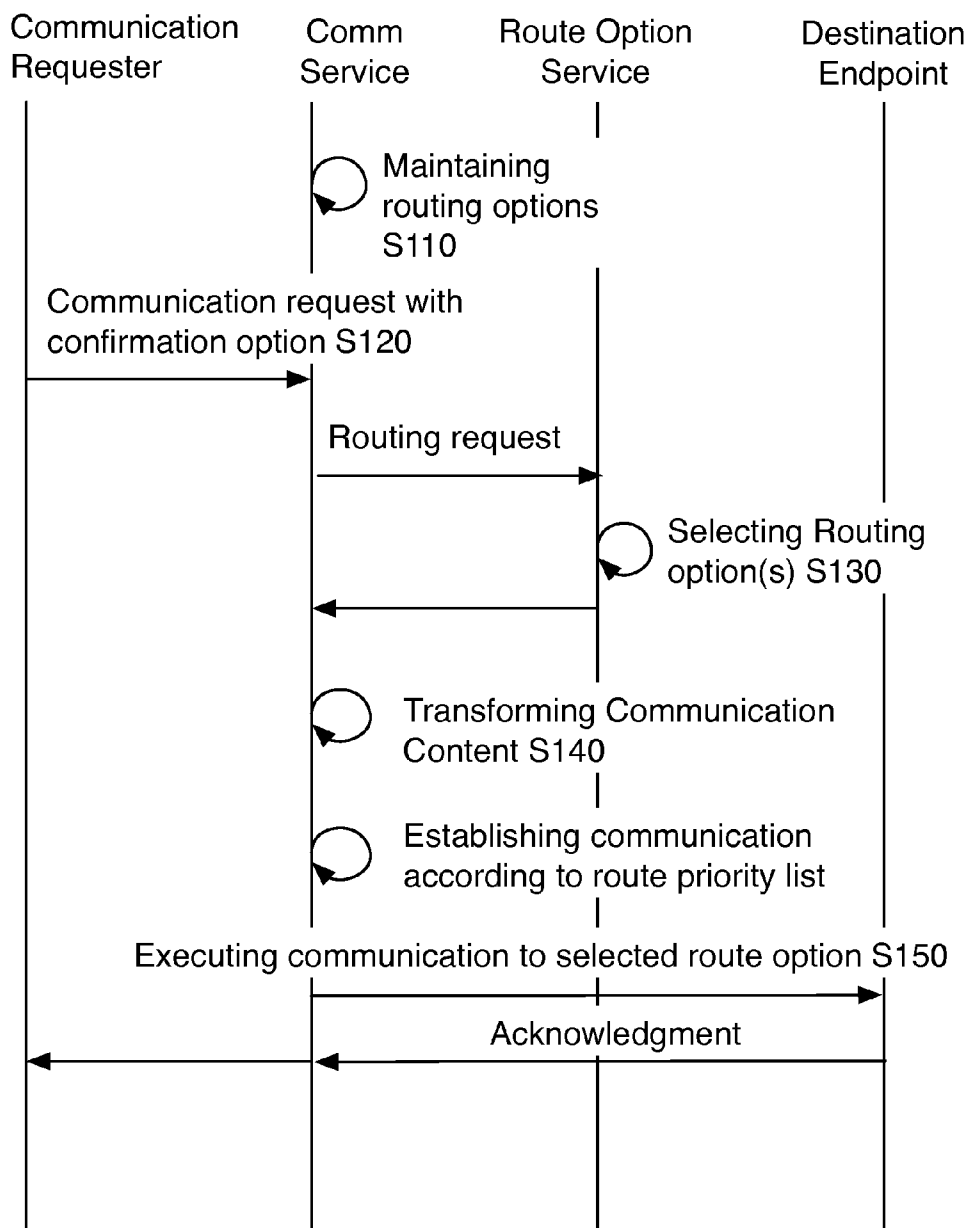 Communication
Requester
Comm
Service
Route Option
Service
Destination
Endpoint
Maintaining
routing options
S110
Communication request with
confirmation option S120
Routing request
Selecting Routing
option(s) S130
Transforming Communication
Content S140
Establishing communication
according to route priority list
Executing communication to selected route option S150
Acknowledgment